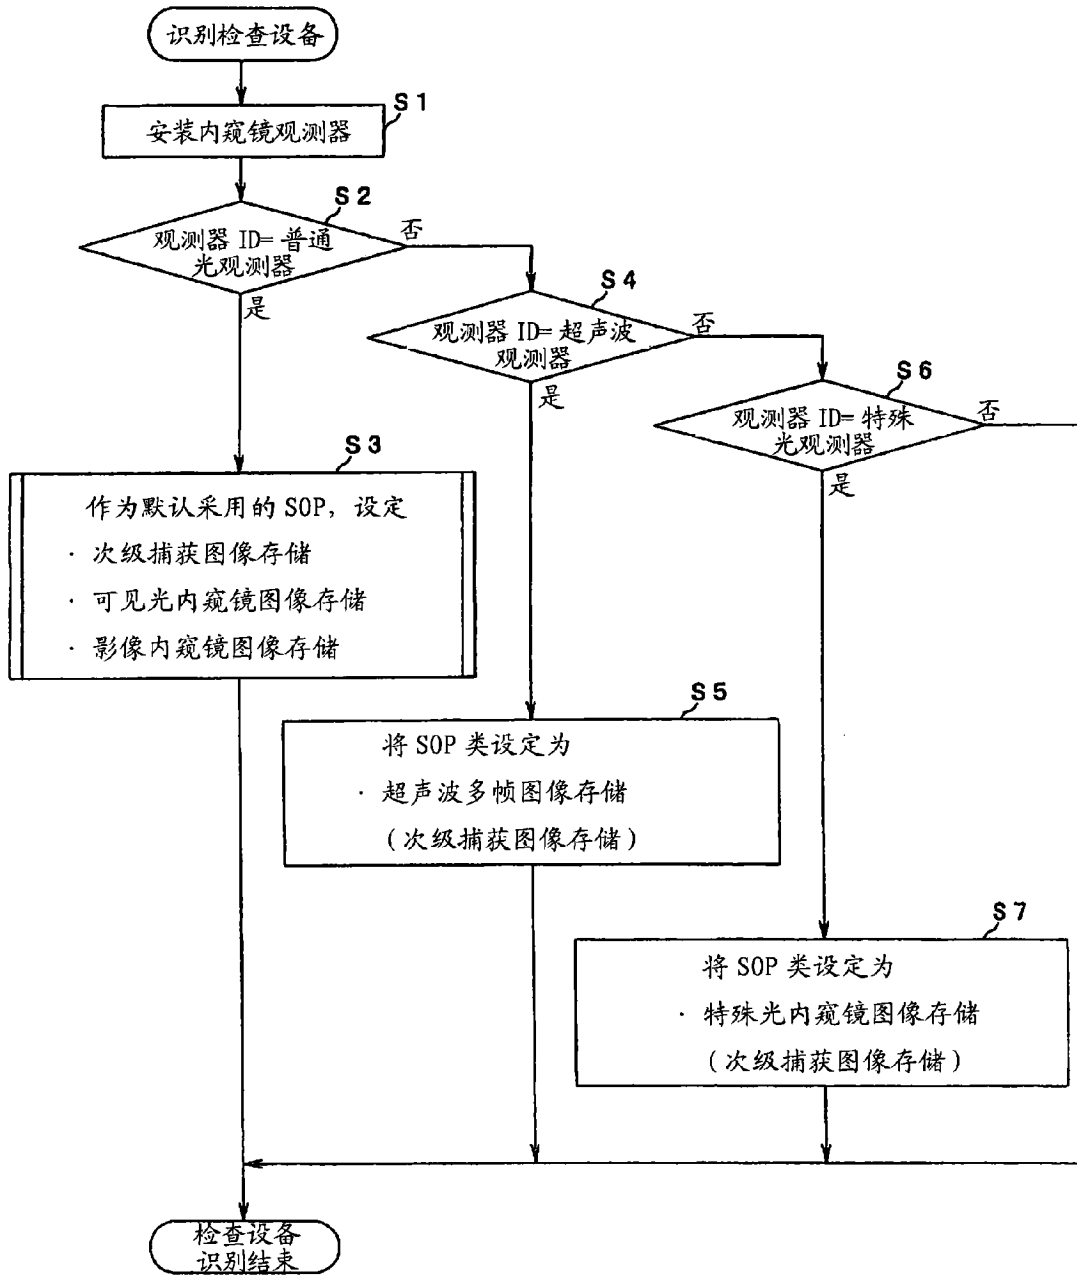 识别检查设备
S1
安装内窥镜观测器
S2
观测器 ID= 普通
光观测器
否
是
S4
观测器 ID= 超声波
观测器
否
是
S6
观测器 ID= 特殊
光观测器
否
是
S3
作为默认采用的 SOP, 设定
· 次级捕获图像存储
· 可见光内窥镜图像存储
· 影像内窥镜图像存储
S5
将 SOP 类设定为
· 超声波多帧图像存储
(次级捕获图像存储)
S7
将 SOP 类设定为
· 特殊光内窥镜图像存储
(次级捕获图像存储)
检查设备
识别结束